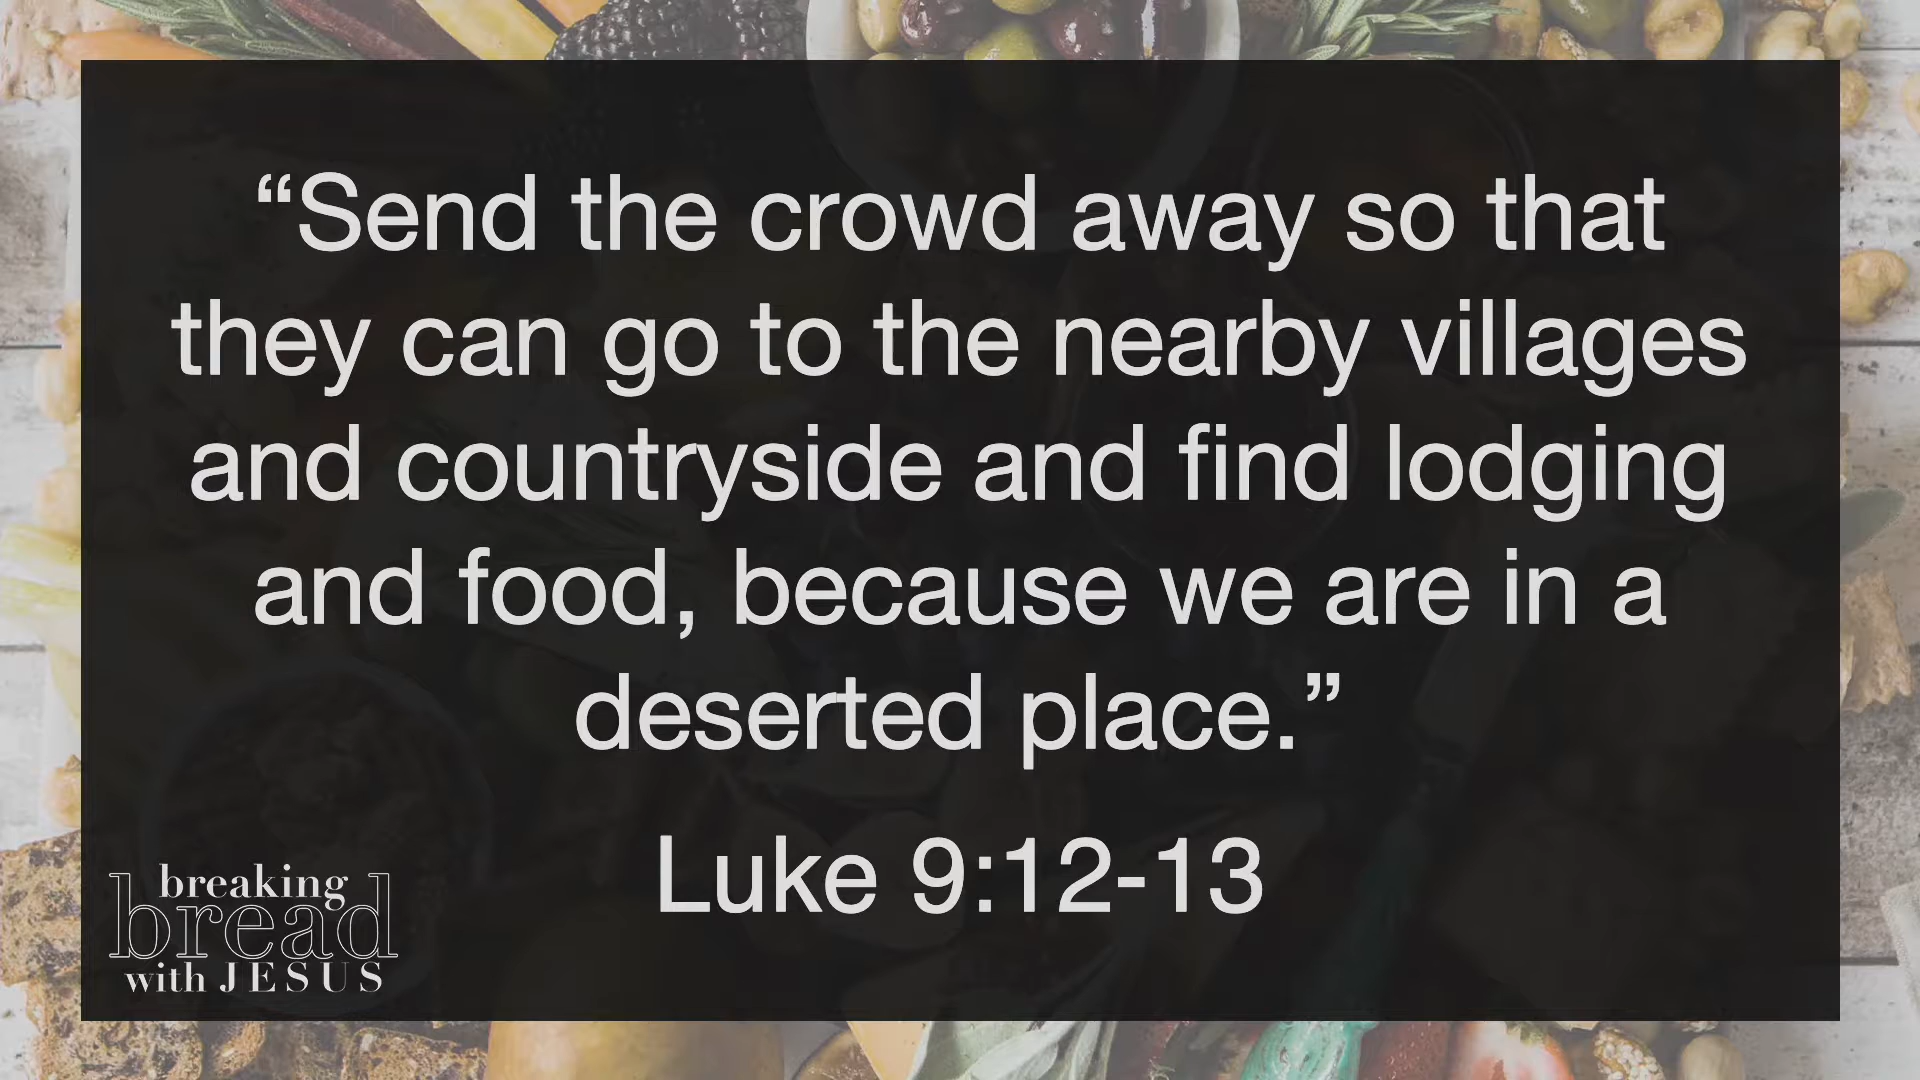 “Send the crowd away so that
they can go to the nearby villages
and countryside and find lodging
and food, because we are in a
deserted place.”
Luke 9:12-13
breaking
bread
with JESUS